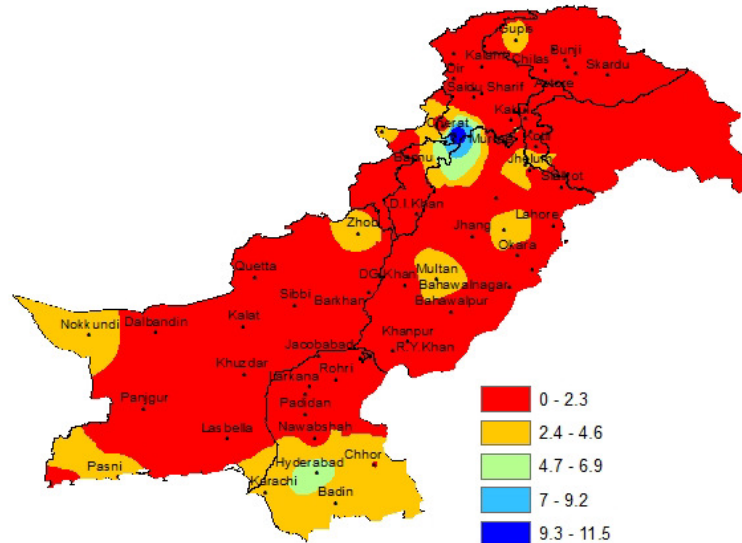 Gupis
Bunji
Kalam
Chilas
Skardu
Dir
Astore
Saidu Sharif
Kakul
Cherat
Murree
Kotli
Bannu
Jhelum
Sialkot
D.I.Khan
Lahore
Zhob
Jhang
Okara
Quetta
DG.Khan
Multan
Bahawalnagar
Sibbi
Barkhan
Bahawalpur
Nokkundi
Dalbandin
Kalat
Khanpur
Jacobabad
R.Y.Khan
Khuzdar
Rohri
Larkana
Panjgur
Padidan
Lasbella
Nawabshah
Chhor
Pasni
Hyderabad
Karachi
Badin
0 - 2.3
2.4 - 4.6
4.7 - 6.9
7 - 9.2
9.3 - 11.5